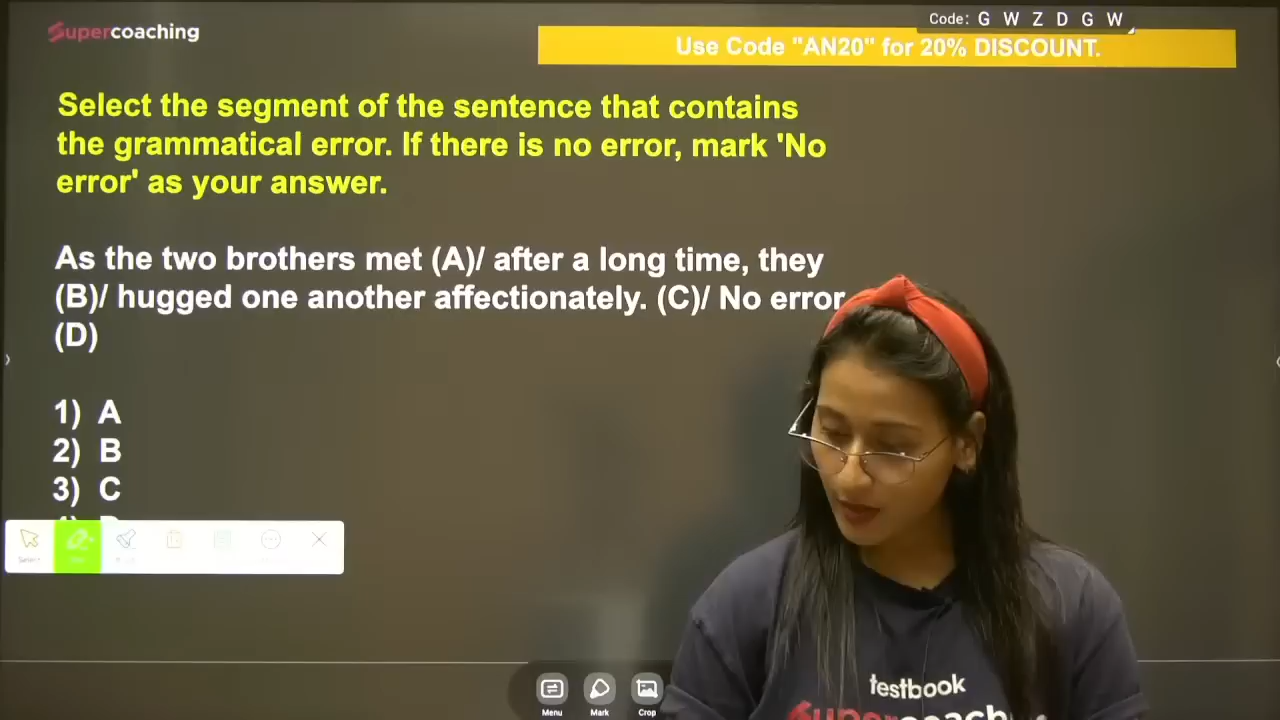 Supercoaching
Code: G W Z D G W
Use Code "AN20" for 20% DISCOUNT.
Select the segment of the sentence that contains
the grammatical error. If there is no error, mark 'No
error' as your answer.
As the two brothers met (A)/ after a long time, they
(B)/ hugged one another affectionately. (C)/ No error
(D)
1) A
2) B
3) C
Select
Menu
Mark
Crop
testbook